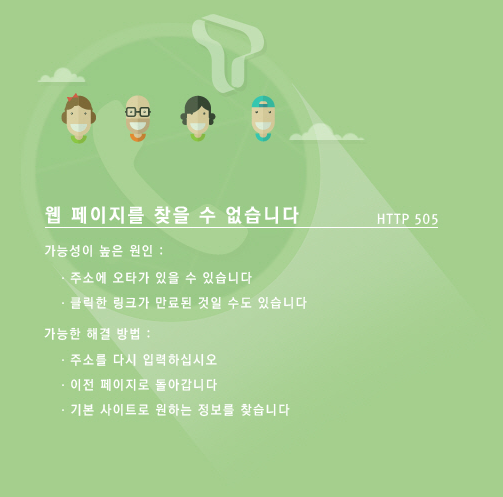 웹 페이지를 찾을 수 없습니다 HTTP 505
가능성이 높은 원인 :
· 주소에 오타가 있을 수 있습니다
· 클릭한 링크가 만료된 것일 수도 있습니다
가능한 해결 방법 :
· 주소를 다시 입력하십시오
· 이전 페이지로 돌아갑니다
· 기본 사이트로 원하는 정보를 찾습니다